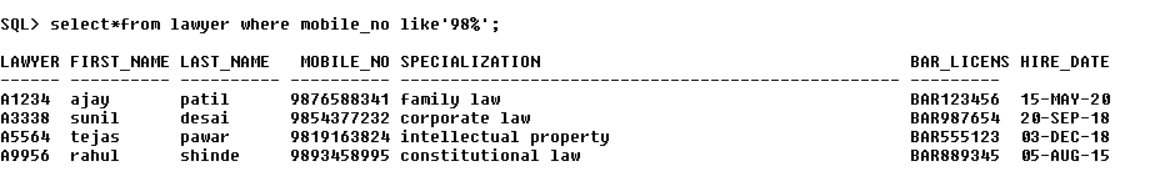 SQL> select*from lawyer where mobile_no like'98%';
LAWYER FIRST_NAME LAST_NAME   MOBILE_NO SPECIALIZATION                                     BAR_LICENS HIRE_DATE
------ ---------- ---------- ---------- -------------------------------------------------- ---------- ---------
A1234  ajay       patil      9876588341 family law                                         BAR123456  15-MAY-20
A3338  sunil      desai      9854377232 corporate law                                      BAR987654  20-SEP-18
A5564  tejas      pawar      9819163824 intellectual property                              BAR555123  03-DEC-18
A9956  rahul      shinde     9893458995 constitutional law                                 BAR889345  05-AUG-15